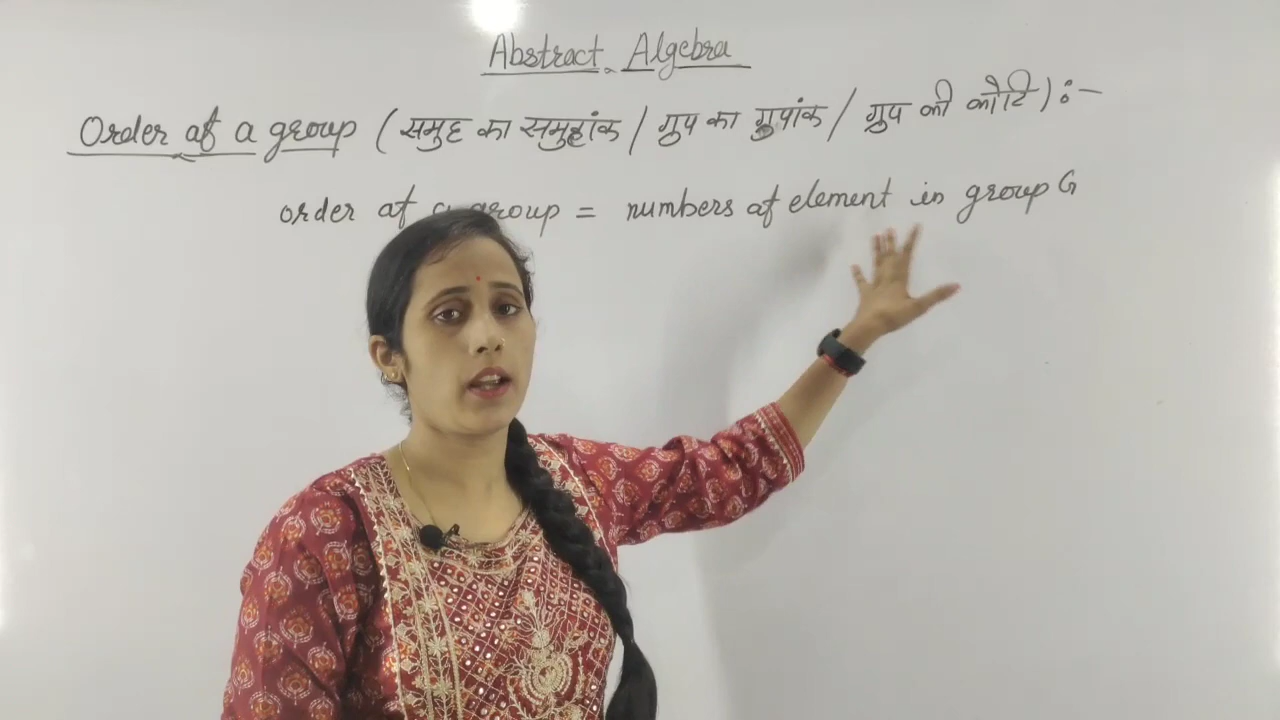 Abstract Algebra
Order of a group (समुह का समुहांक / ग्रुप का ग्रुपांक / ग्रुप की कोटि) :-
order of a group = numbers of element in group G